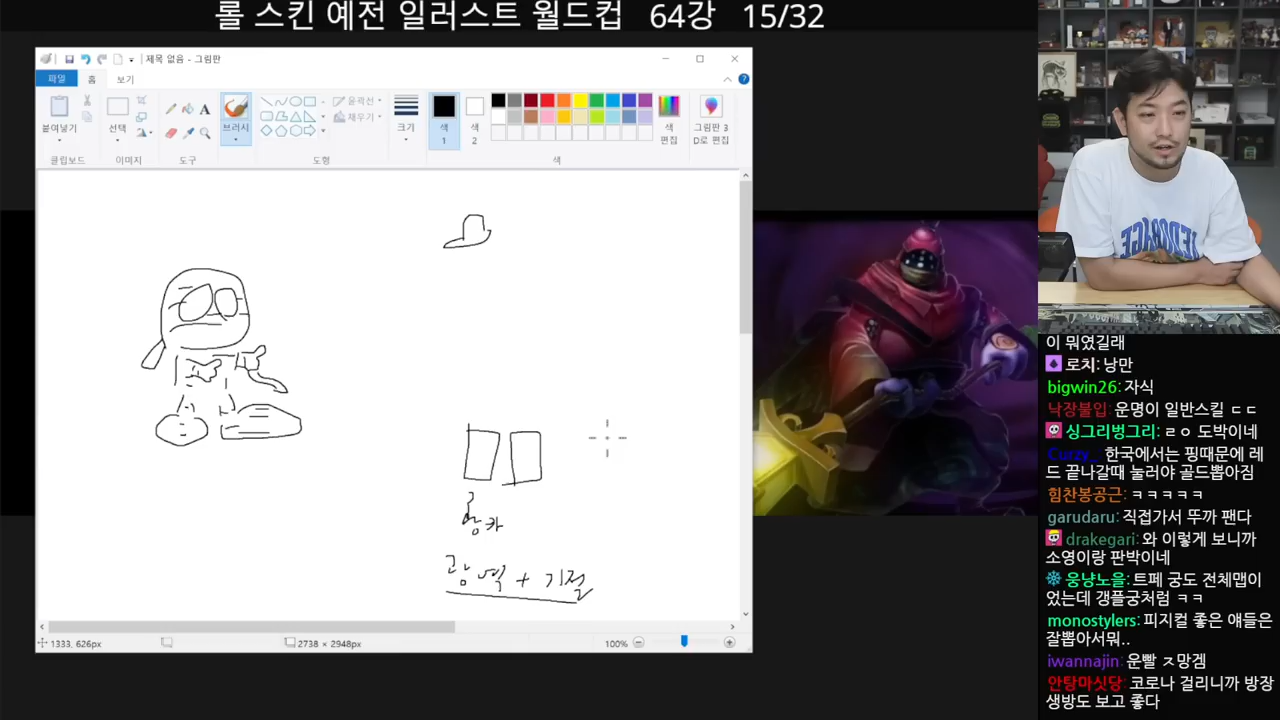 롤 스킨 예전 일러스트 월드컵 64강 15/32
제목 없음 - 그림판
파일 홈 보기
붙여넣기 선택 브러시 윤곽선 채우기 크기 색 1 색 2 색 편집 그림판 3D로 편집
클립보드 이미지 도구 도형 색
황카
광역 + 기절
1333, 626px 2738 × 2948px 100%
이 뭐였길래
로치: 낭만
bigwin26: 자식
낙장불입: 운명이 일반스킬 ㄷㄷ
싱그리벙그리: ㄹㅇ 도박이네
Curzy_: 한국에서는 핑때문에 레
드 끝나갈때 눌러야 골드뽑아짐
힘찬봉공근: ㅋㅋㅋㅋㅋ
garudaru: 직접가서 뚜까 팬다
drakegari: 와 이렇게 보니까
소영이랑 판박이네
웅냥노을: 트페 궁도 전체맵이
었는데 갱플궁처럼 ㅋㅋ
monostylers: 피지컬 좋은 얘들은
잘뽑아서뭐..
iwannajin: 운빨 ㅈ망겜
안탕마싯당: 코로나 걸리니까 방장
생방도 보고 좋다